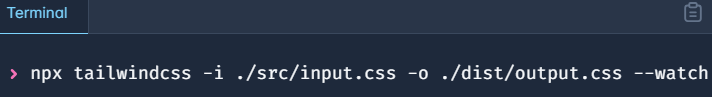 Terminal
› npx tailwindcss -i ./src/input.css -o ./dist/output.css --watch